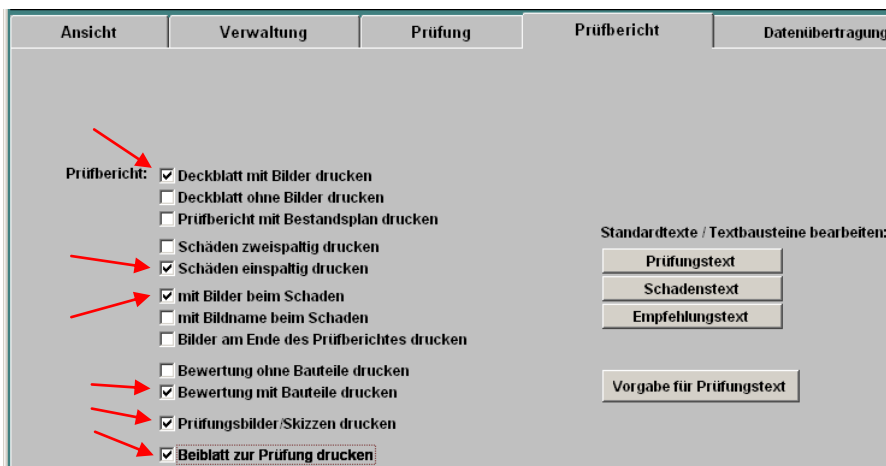 Ansicht Verwaltung Prüfung Prüfbericht Datenübertragung
Prüfbericht: Deckblatt mit Bilder drucken
Deckblatt ohne Bilder drucken
Prüfbericht mit Bestandsplan drucken
Schäden zweispaltig drucken
Schäden einspaltig drucken
mit Bilder beim Schaden
mit Bildname beim Schaden
Bilder am Ende des Prüfberichtes drucken
Bewertung ohne Bauteile drucken
Bewertung mit Bauteile drucken
Prüfungsbilder/Skizzen drucken
Beiblatt zur Prüfung drucken
Standardtexte / Textbausteine bearbeiten:
Prüfungstext
Schadenstext
Empfehlungstext
Vorgabe für Prüfungstext